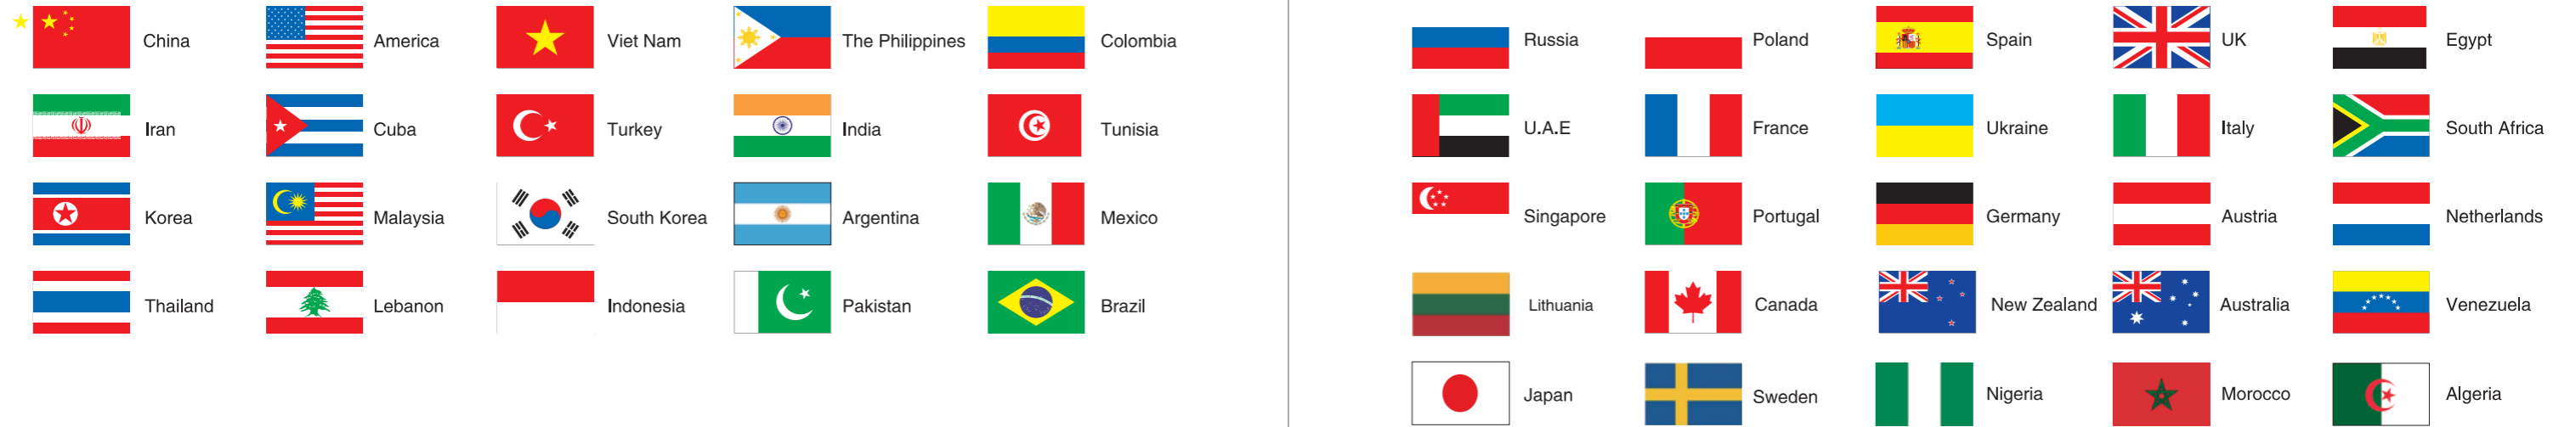 China America Viet Nam The Philippines Colombia
Iran Cuba Turkey India Tunisia
Korea Malaysia South Korea Argentina Mexico
Thailand Lebanon Indonesia Pakistan Brazil
Russia Poland Spain UK Egypt
U.A.E France Ukraine Italy South Africa
Singapore Portugal Germany Austria Netherlands
Lithuania Canada New Zealand Australia Venezuela
Japan Sweden Nigeria Morocco Algeria